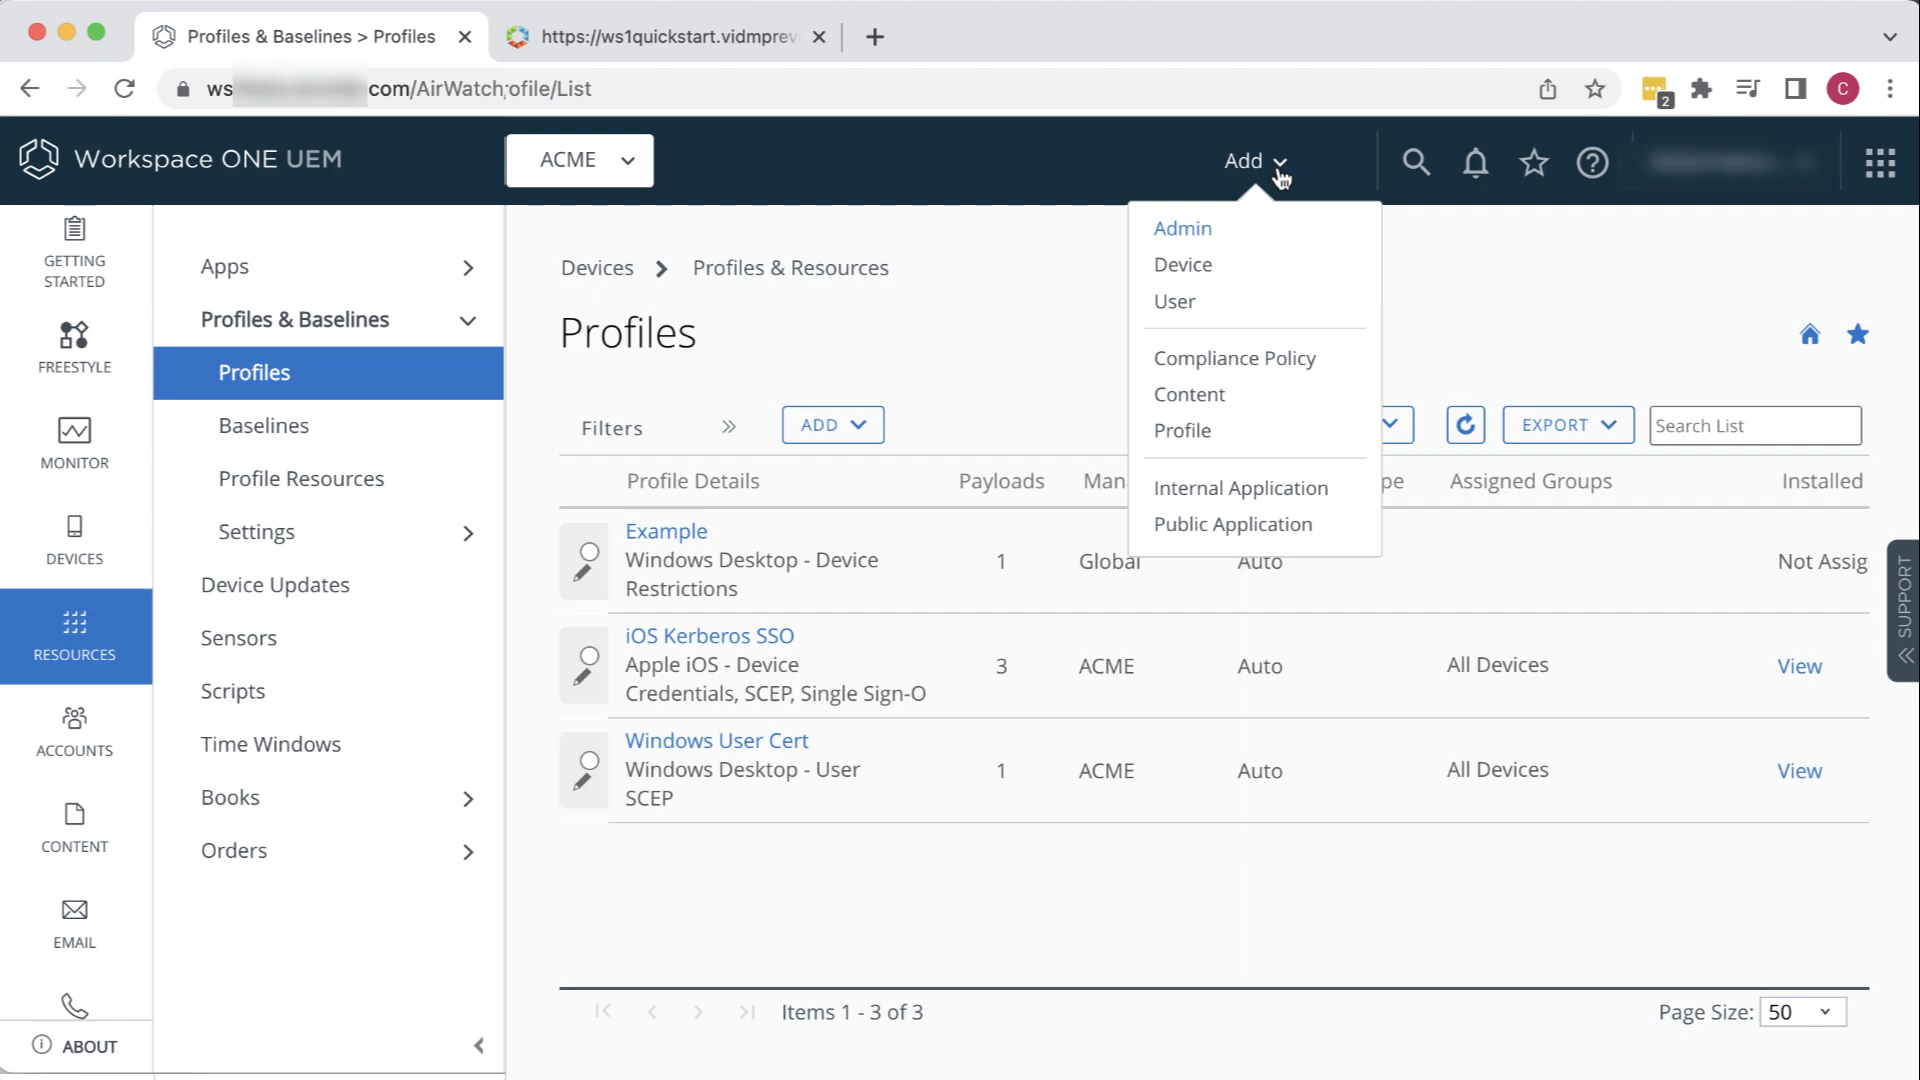 Profiles & Baselines > Profiles
https://ws1quickstart.vidmprev
ws
com/AirWatch
ofile/List
2
C
Workspace ONE UEM
ACME
Add
Admin
Device
User
Compliance Policy
Content
Profile
Internal Application
Public Application
GETTING
STARTED
FREESTYLE
MONITOR
DEVICES
RESOURCES
ACCOUNTS
CONTENT
EMAIL
ABOUT
Apps
Profiles & Baselines
Profiles
Baselines
Profile Resources
Settings
Device Updates
Sensors
Scripts
Time Windows
Books
Orders
Devices > Profiles & Resources
Profiles
Filters
ADD
EXPORT
Search List
Profile Details Payloads Man pe Assigned Groups Installed
Example
Windows Desktop - Device
Restrictions
1 Global Auto Not Assig
iOS Kerberos SSO
Apple iOS - Device
Credentials, SCEP, Single Sign-O
3 ACME Auto All Devices View
Windows User Cert
Windows Desktop - User
SCEP
1 ACME Auto All Devices View
SUPPORT
Items 1 - 3 of 3
Page Size: 50